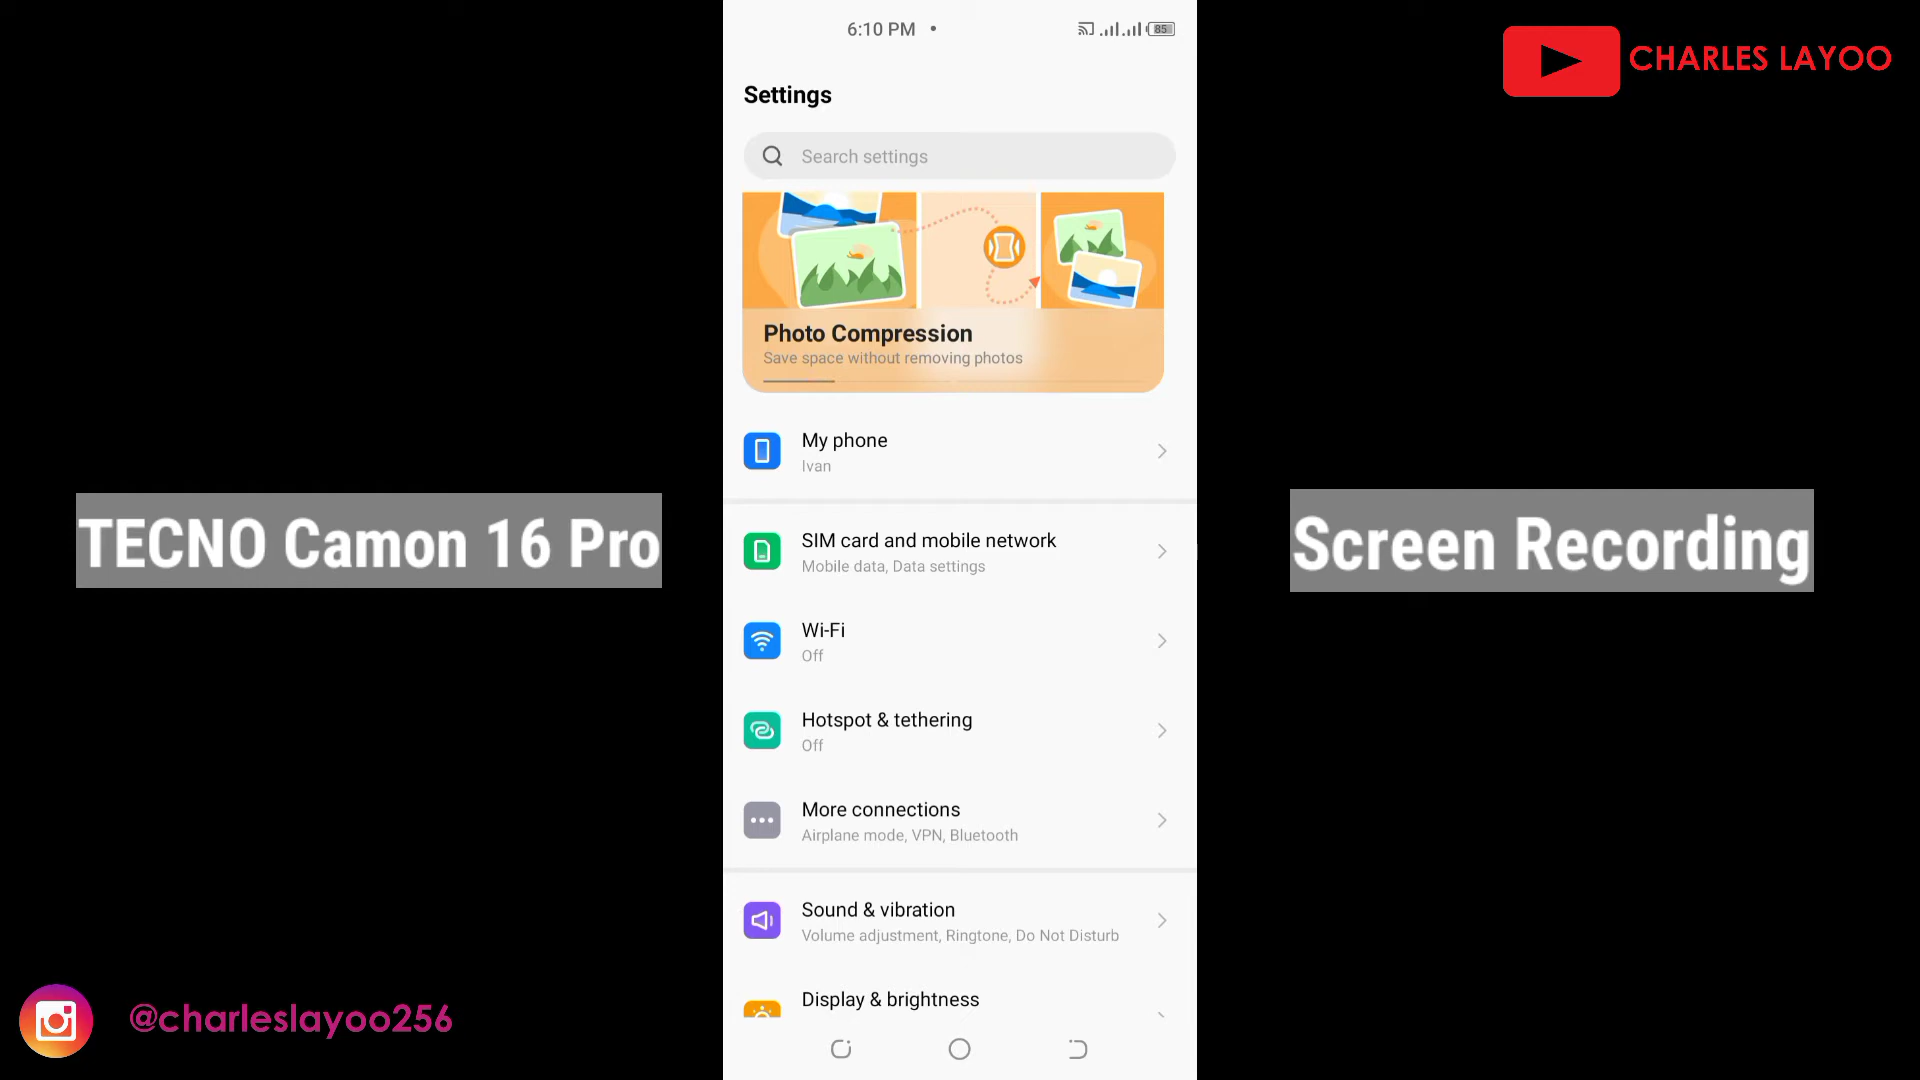 6:10 PM
85
CHARLES LAYOO
Settings
Search settings
Photo Compression
Save space without removing photos
My phone
Ivan
SIM card and mobile network
Mobile data, Data settings
TECNO Camon 16 Pro
Screen Recording
Wi-Fi
Off
Hotspot & tethering
Off
More connections
Airplane mode, VPN, Bluetooth
Sound & vibration
Volume adjustment, Ringtone, Do Not Disturb
Display & brightness
@charleslayoo256